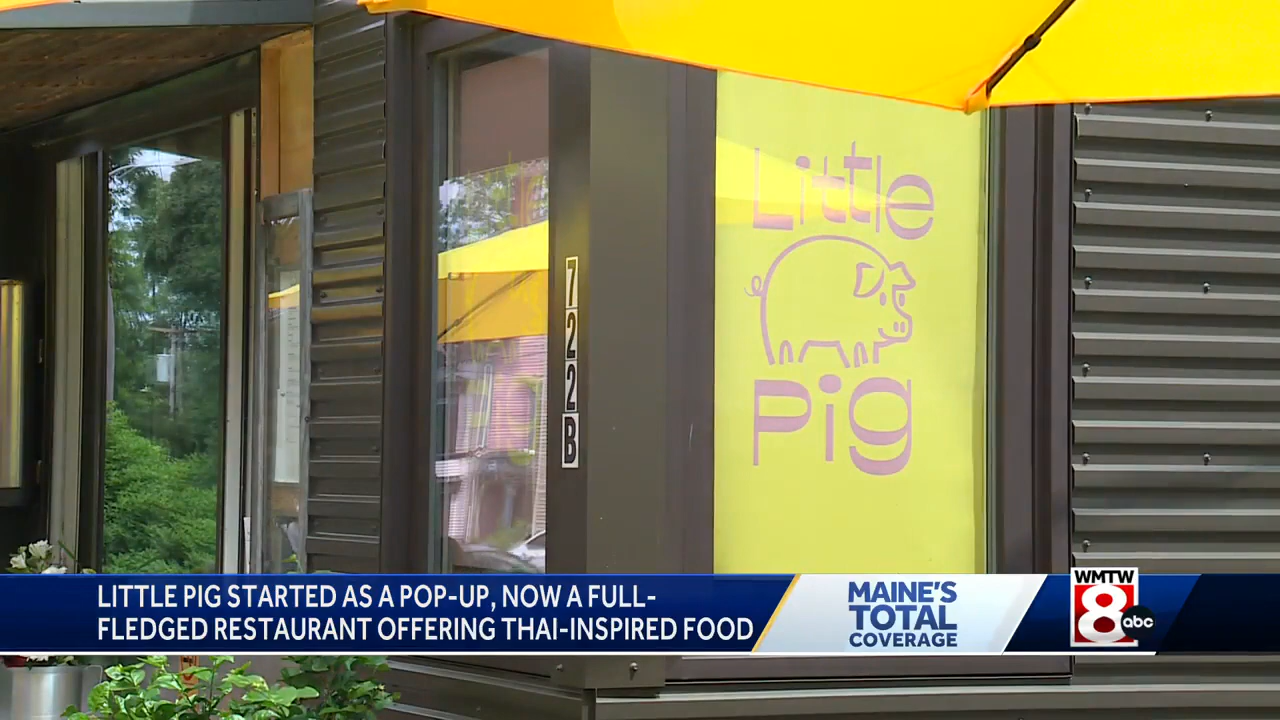 Little
Pig
722B
LITTLE PIG STARTED AS A POP-UP, NOW A FULL-
FLEDGED RESTAURANT OFFERING THAI-INSPIRED FOOD
MAINE'S
TOTAL
COVERAGE
WMTW
8
abc